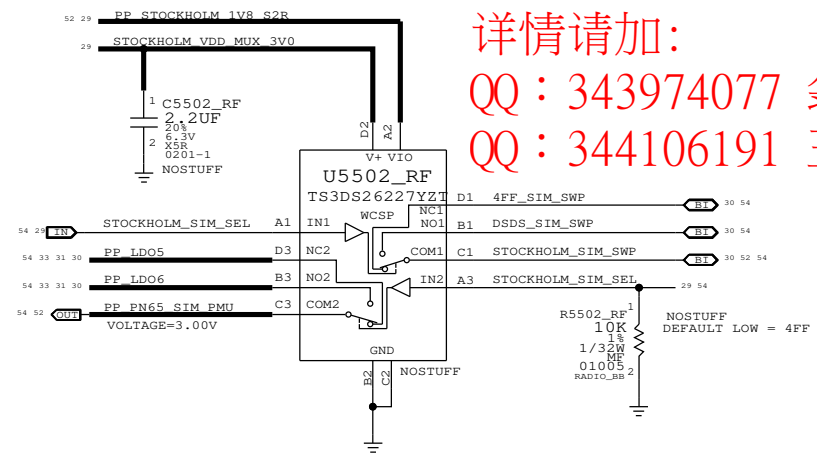 52 29 PP_STOCKHOLM_1V8_S2R
29 STOCKHOLM_VDD_MUX_3V0
详情请加:
QQ：343974077
QQ：344106191
1 C5502_RF
2.2UF
20%
6.3V
2 X5R
0201-1
NOSTUFF
D2 A2
V+ VIO
U5502_RF
TS3DS26227YZT
WCSP
NC1 D1 4FF_SIM_SWP BI 30 54
54 29 IN STOCKHOLM_SIM_SEL A1 IN1
NO1 B1 DSDS_SIM_SWP BI 30 54
54 33 31 30 PP_LDO5 D3 NC2
COM1 C1 STOCKHOLM_SIM_SWP BI 30 52 54
54 33 31 30 PP_LDO6 B3 NO2
IN2 A3 STOCKHOLM_SIM_SEL 29 54
54 52 OUT PP_PN65_SIM_PMU C3 COM2
VOLTAGE=3.00V
GND
B2 C2
NOSTUFF
R5502_RF 1
10K
1%
1/32W
MF
01005 2
RADIO_BB
NOSTUFF
DEFAULT LOW = 4FF